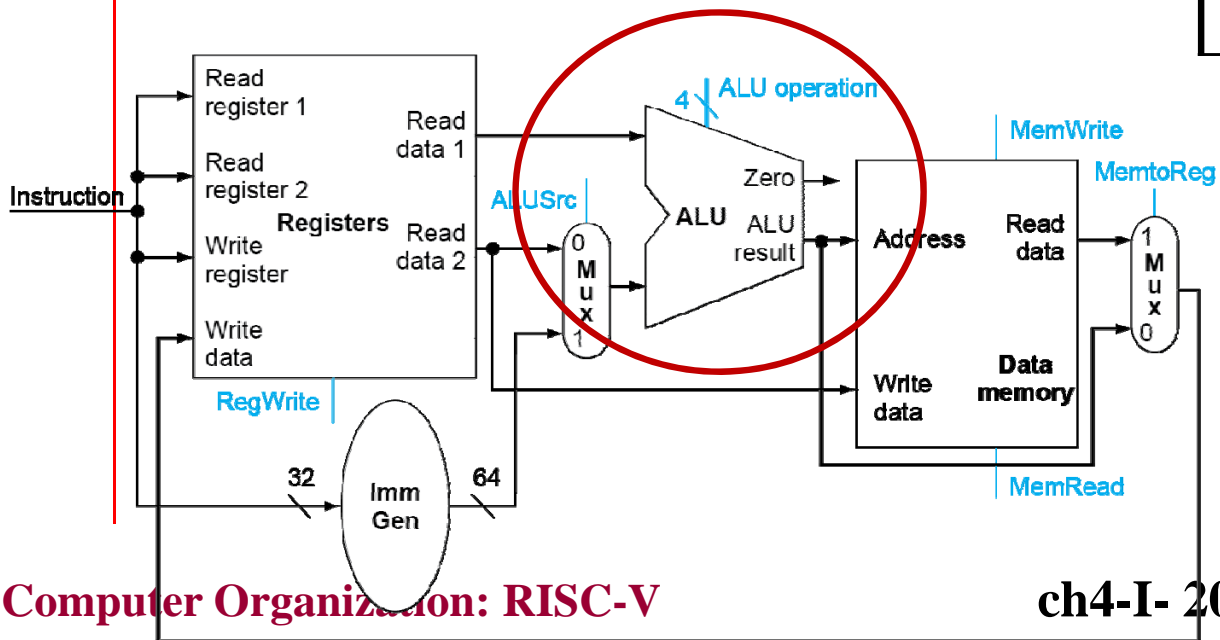 Read
register 1
Read
register 2
Write
register
Write
data
Registers
Read
data 1
Read
data 2
Instruction
RegWrite
32
Imm
Gen
64
ALUSrc
0
M
u
x
1
4
ALU operation
ALU
Zero
ALU
result
MemWrite
Address
Read
data
Write
data
Data
memory
MemRead
MemtoReg
1
M
u
x
0
Computer Organization: RISC-V
ch4-I- 20